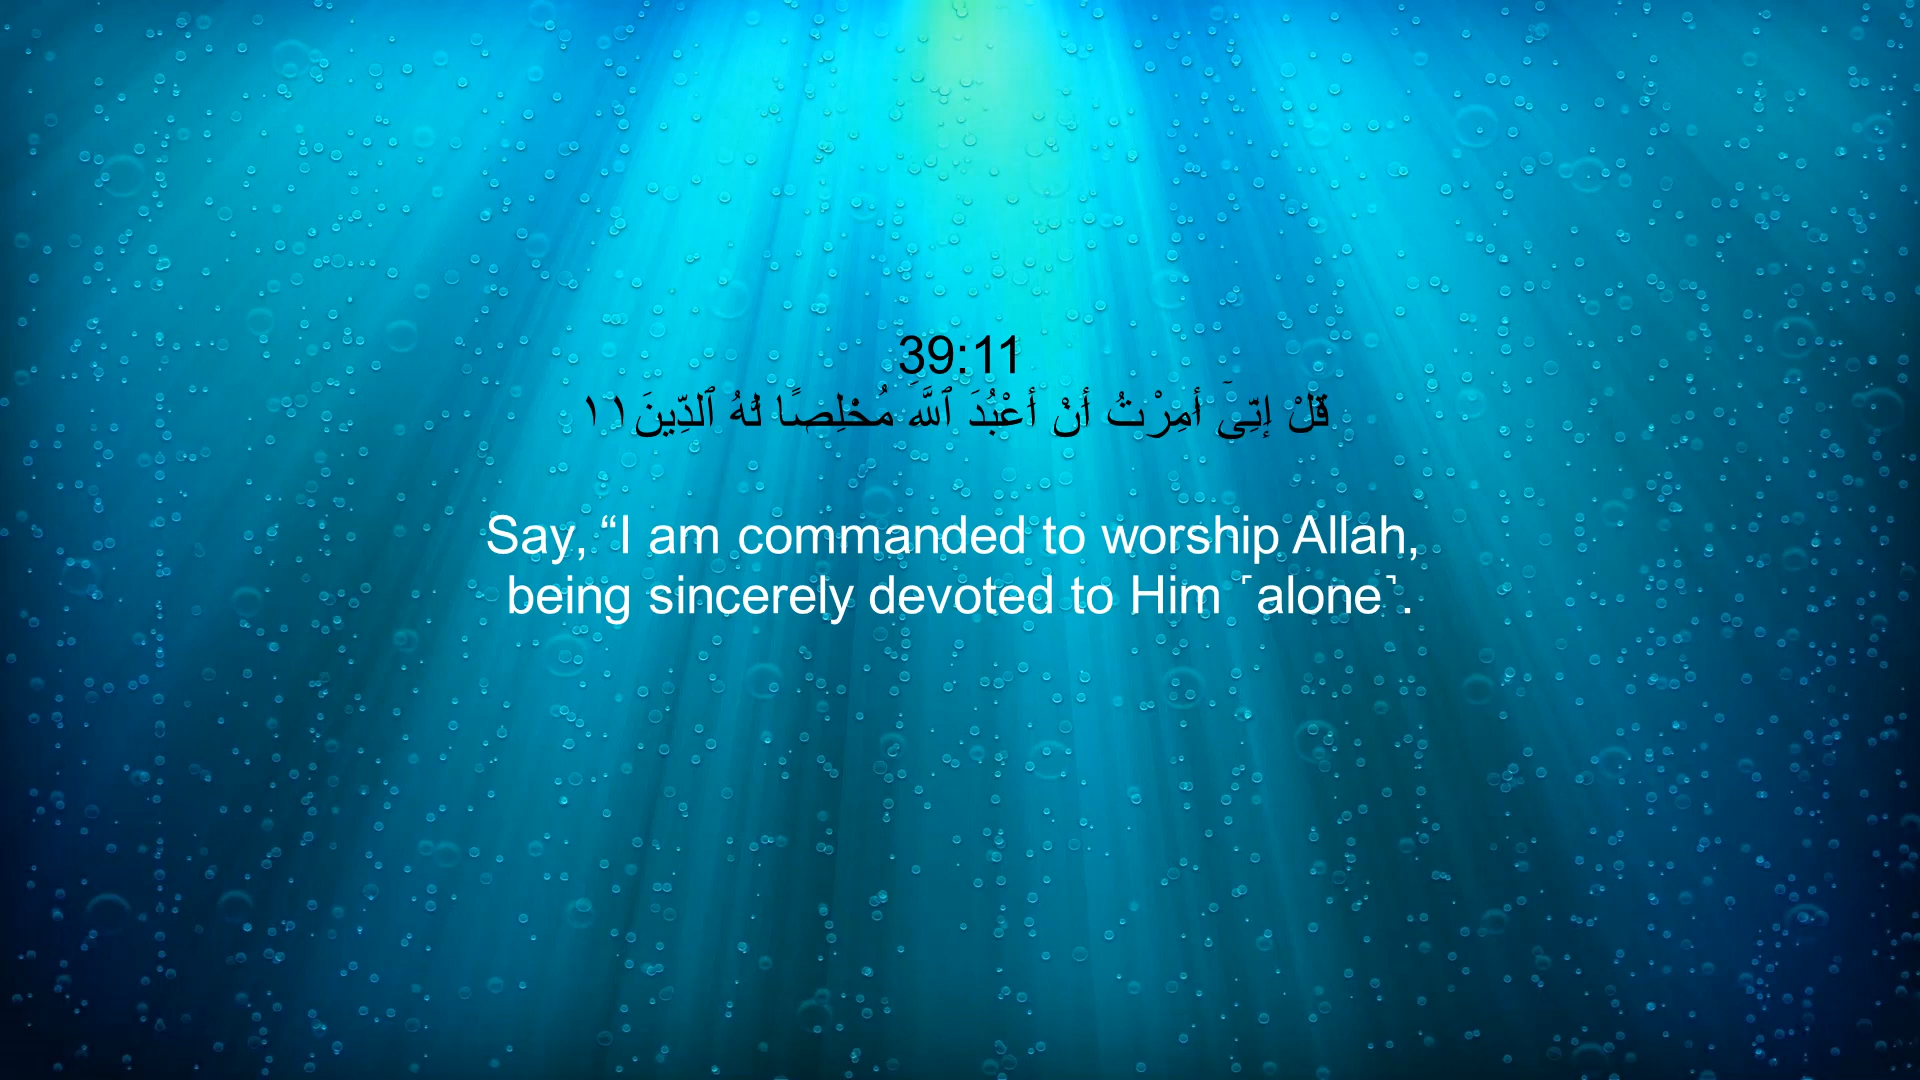 39:11
قُلْ إِنِّىٓ أُمِرْتُ أَنْ أَعْبُدَ ٱللَّهَ مُخْلِصًا لَّهُ ٱلدِّينَ ١١
Say, “I am commanded to worship Allah,
being sincerely devoted to Him ˹alone˺.